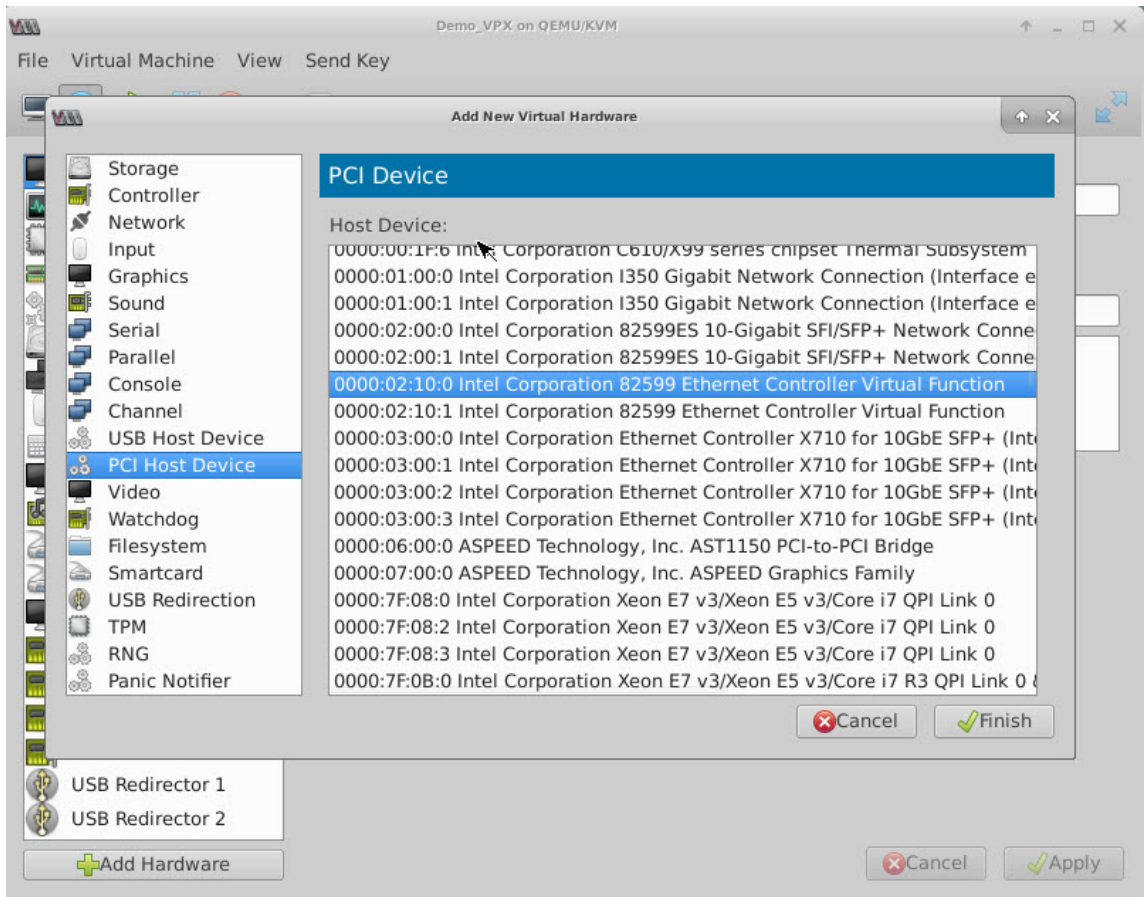 Demo_VPX on QEMU/KVM
File Virtual Machine View Send Key
Add New Virtual Hardware
Storage
Controller
Network
Input
Graphics
Sound
Serial
Parallel
Console
Channel
USB Host Device
PCI Host Device
Video
Watchdog
Filesystem
Smartcard
USB Redirection
TPM
RNG
Panic Notifier
PCI Device
Host Device:
0000:00:1F:6 Intel Corporation C610/X99 series chipset Thermal Subsystem
0000:01:00:0 Intel Corporation I350 Gigabit Network Connection (Interface e
0000:01:00:1 Intel Corporation I350 Gigabit Network Connection (Interface e
0000:02:00:0 Intel Corporation 82599ES 10-Gigabit SFI/SFP+ Network Conne
0000:02:00:1 Intel Corporation 82599ES 10-Gigabit SFI/SFP+ Network Conne
0000:02:10:0 Intel Corporation 82599 Ethernet Controller Virtual Function
0000:02:10:1 Intel Corporation 82599 Ethernet Controller Virtual Function
0000:03:00:0 Intel Corporation Ethernet Controller X710 for 10GbE SFP+ (Inte
0000:03:00:1 Intel Corporation Ethernet Controller X710 for 10GbE SFP+ (Inte
0000:03:00:2 Intel Corporation Ethernet Controller X710 for 10GbE SFP+ (Inte
0000:03:00:3 Intel Corporation Ethernet Controller X710 for 10GbE SFP+ (Inte
0000:06:00:0 ASPEED Technology, Inc. AST1150 PCI-to-PCI Bridge
0000:07:00:0 ASPEED Technology, Inc. ASPEED Graphics Family
0000:7F:08:0 Intel Corporation Xeon E7 v3/Xeon E5 v3/Core i7 QPI Link 0
0000:7F:08:2 Intel Corporation Xeon E7 v3/Xeon E5 v3/Core i7 QPI Link 0
0000:7F:08:3 Intel Corporation Xeon E7 v3/Xeon E5 v3/Core i7 QPI Link 0
0000:7F:0B:0 Intel Corporation Xeon E7 v3/Xeon E5 v3/Core i7 R3 QPI Link 0 &
Cancel Finish
USB Redirector 1
USB Redirector 2
Add Hardware
Cancel Apply